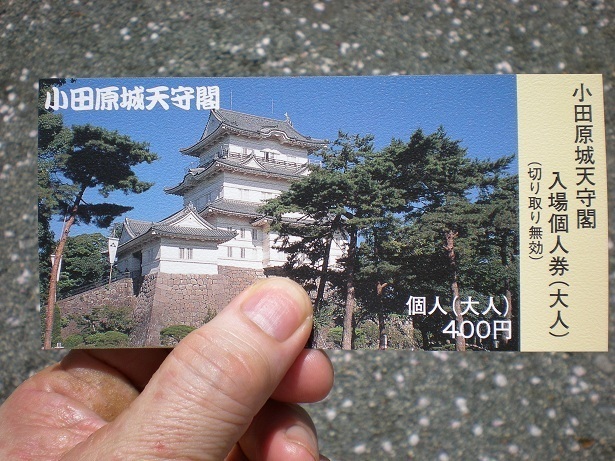 小田原城天守閣
個人(大人)
400円
小田原城天守閣
入場個人券(大人)
(切り取り無効)